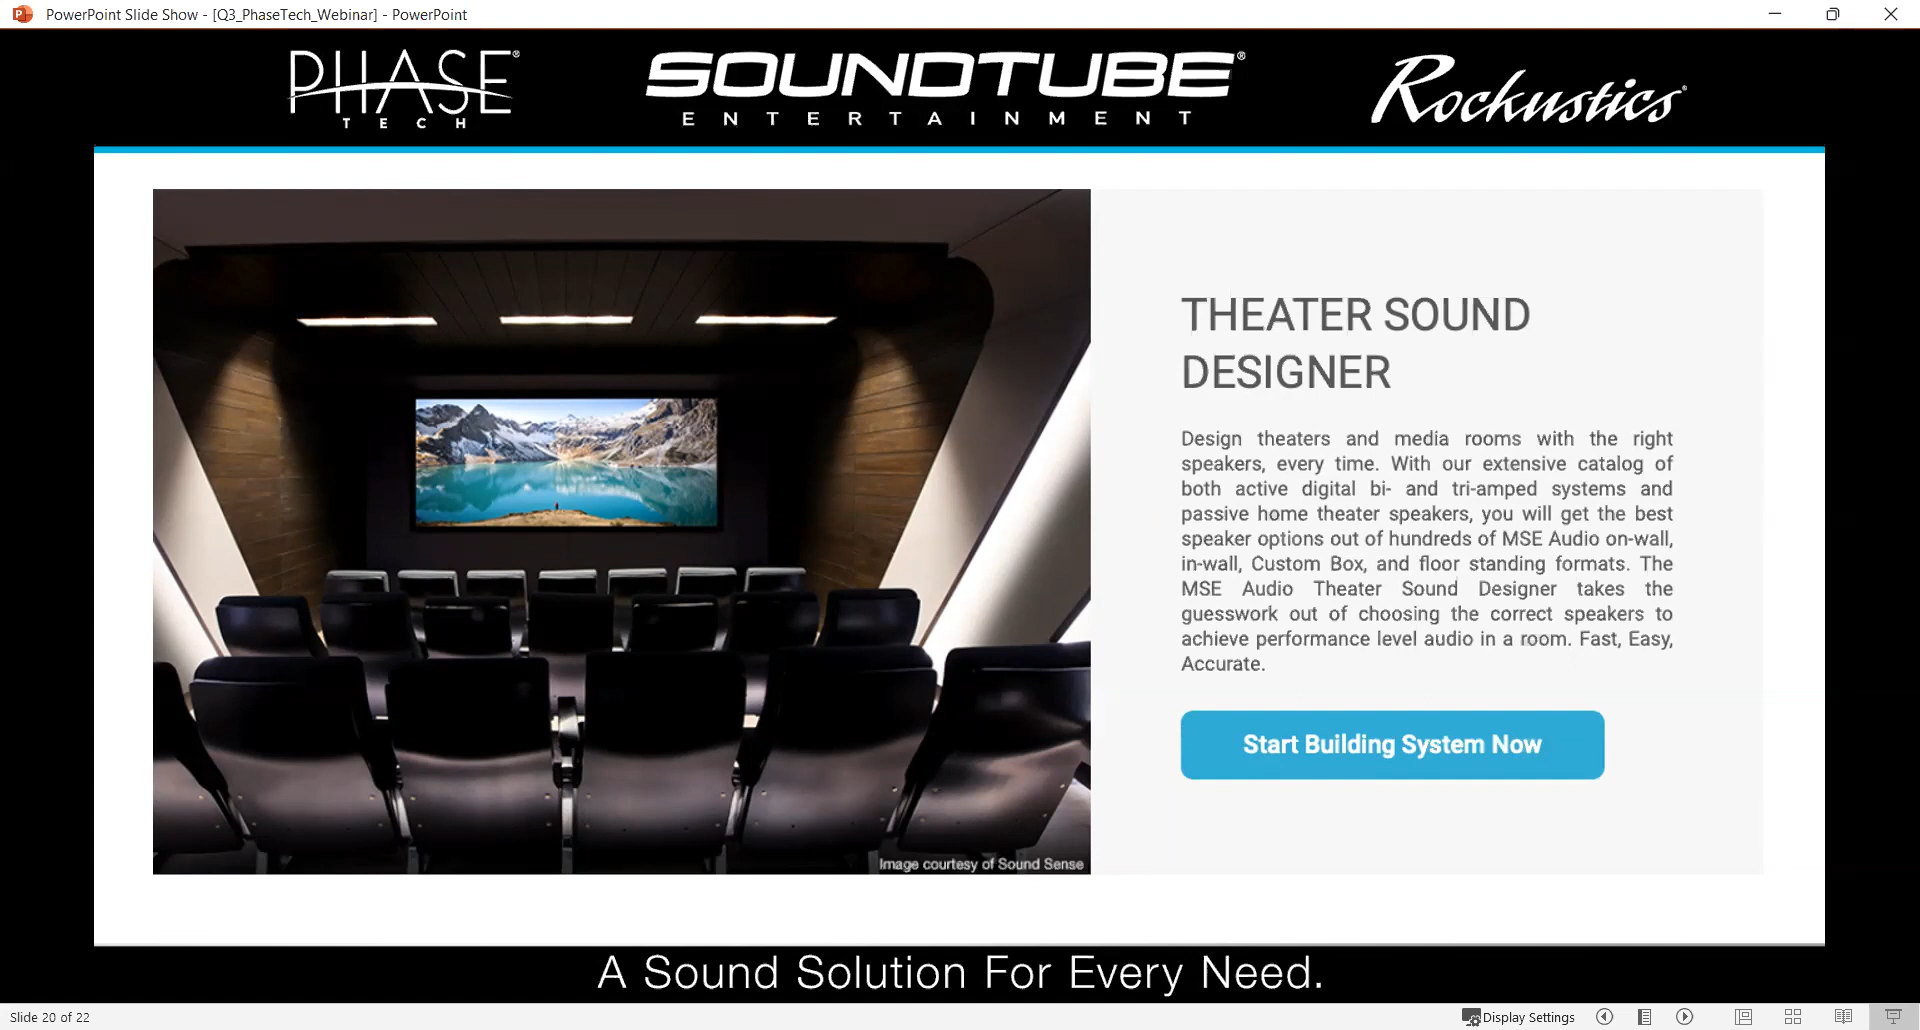 PowerPoint Slide Show - [Q3_PhaseTech_Webinar] - PowerPoint
PHASE®
TECH
SOUNDTUBE®
ENTERTAINMENT
Rockustics®
THEATER SOUND
DESIGNER
Design theaters and media rooms with the right
speakers, every time. With our extensive catalog of
both active digital bi- and tri-amped systems and
passive home theater speakers, you will get the best
speaker options out of hundreds of MSE Audio on-wall,
in-wall, Custom Box, and floor standing formats. The
MSE Audio Theater Sound Designer takes the
guesswork out of choosing the correct speakers to
achieve performance level audio in a room. Fast, Easy,
Accurate.
Start Building System Now
Image courtesy of Sound Sense
A Sound Solution For Every Need.
Slide 20 of 22
Display Settings